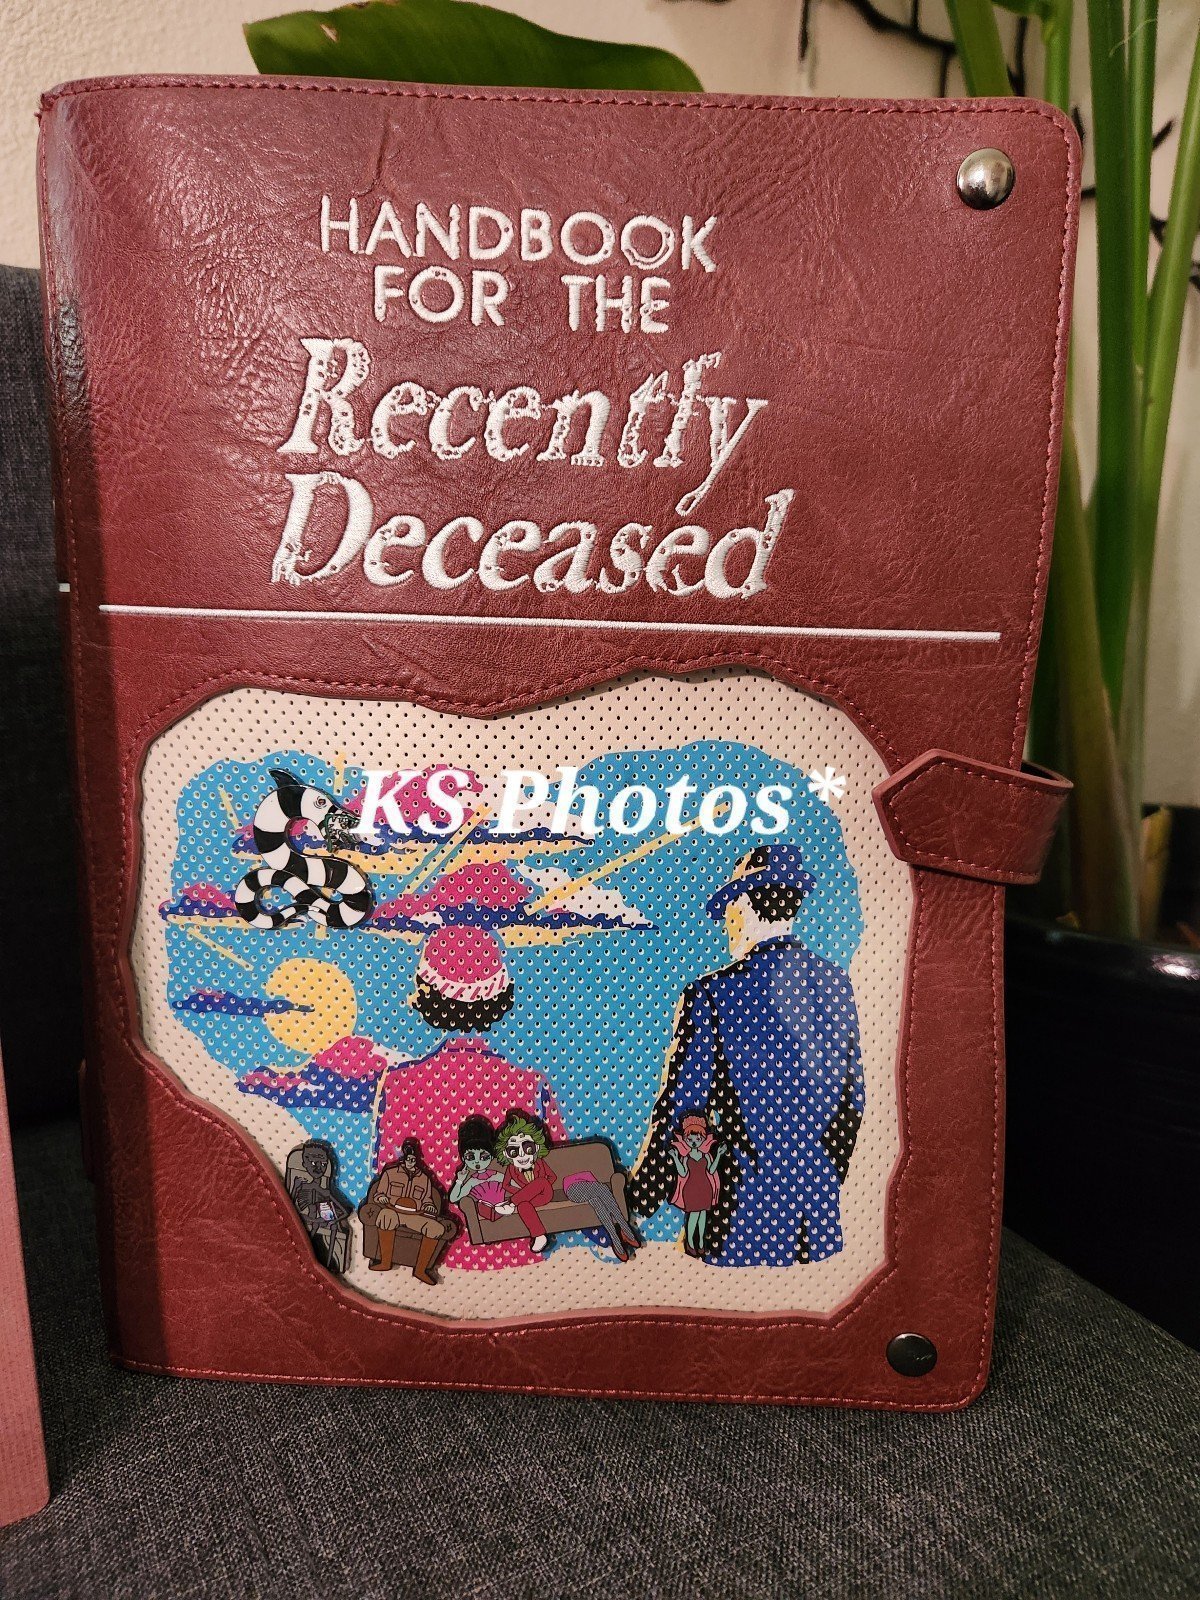 HANDBOOK
FOR THE
Recently
Deceased
KS Photos*